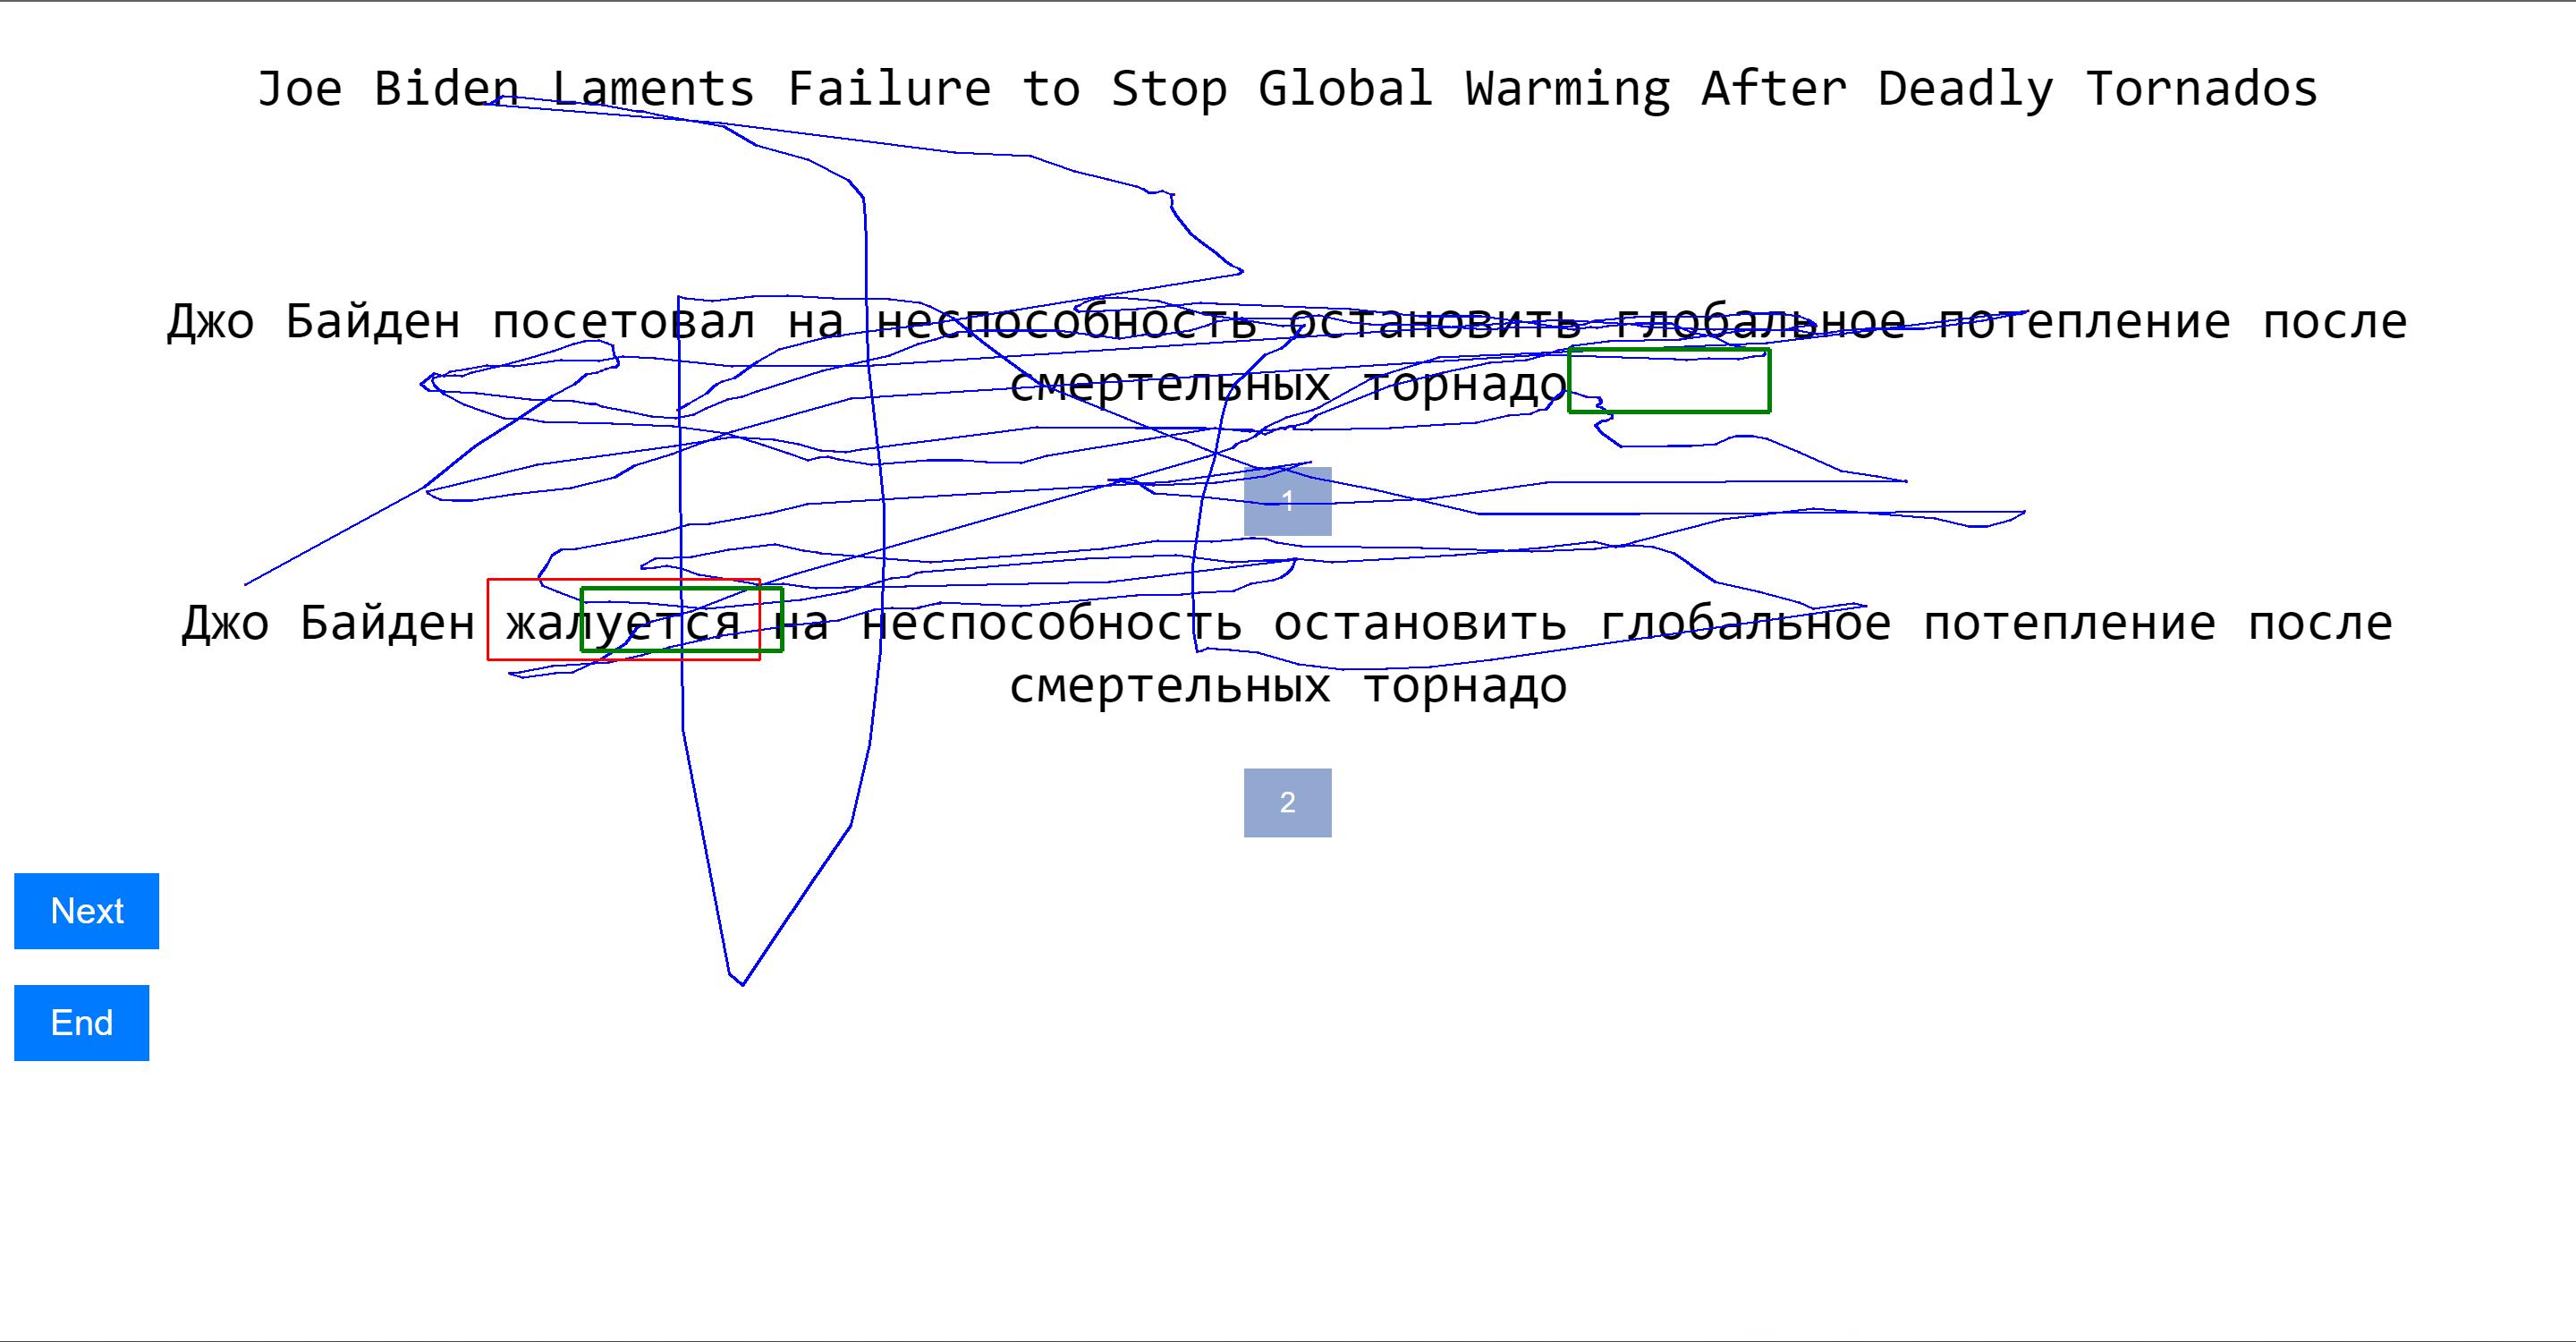 Joe Biden Laments Failure to Stop Global Warming After Deadly Tornados
Джо Байден посетовал на неспособность остановить глобальное потепление после
смертельных торнадо
1
Джо Байден жалуется на неспособность остановить глобальное потепление после
смертельных торнадо
2
Next
End